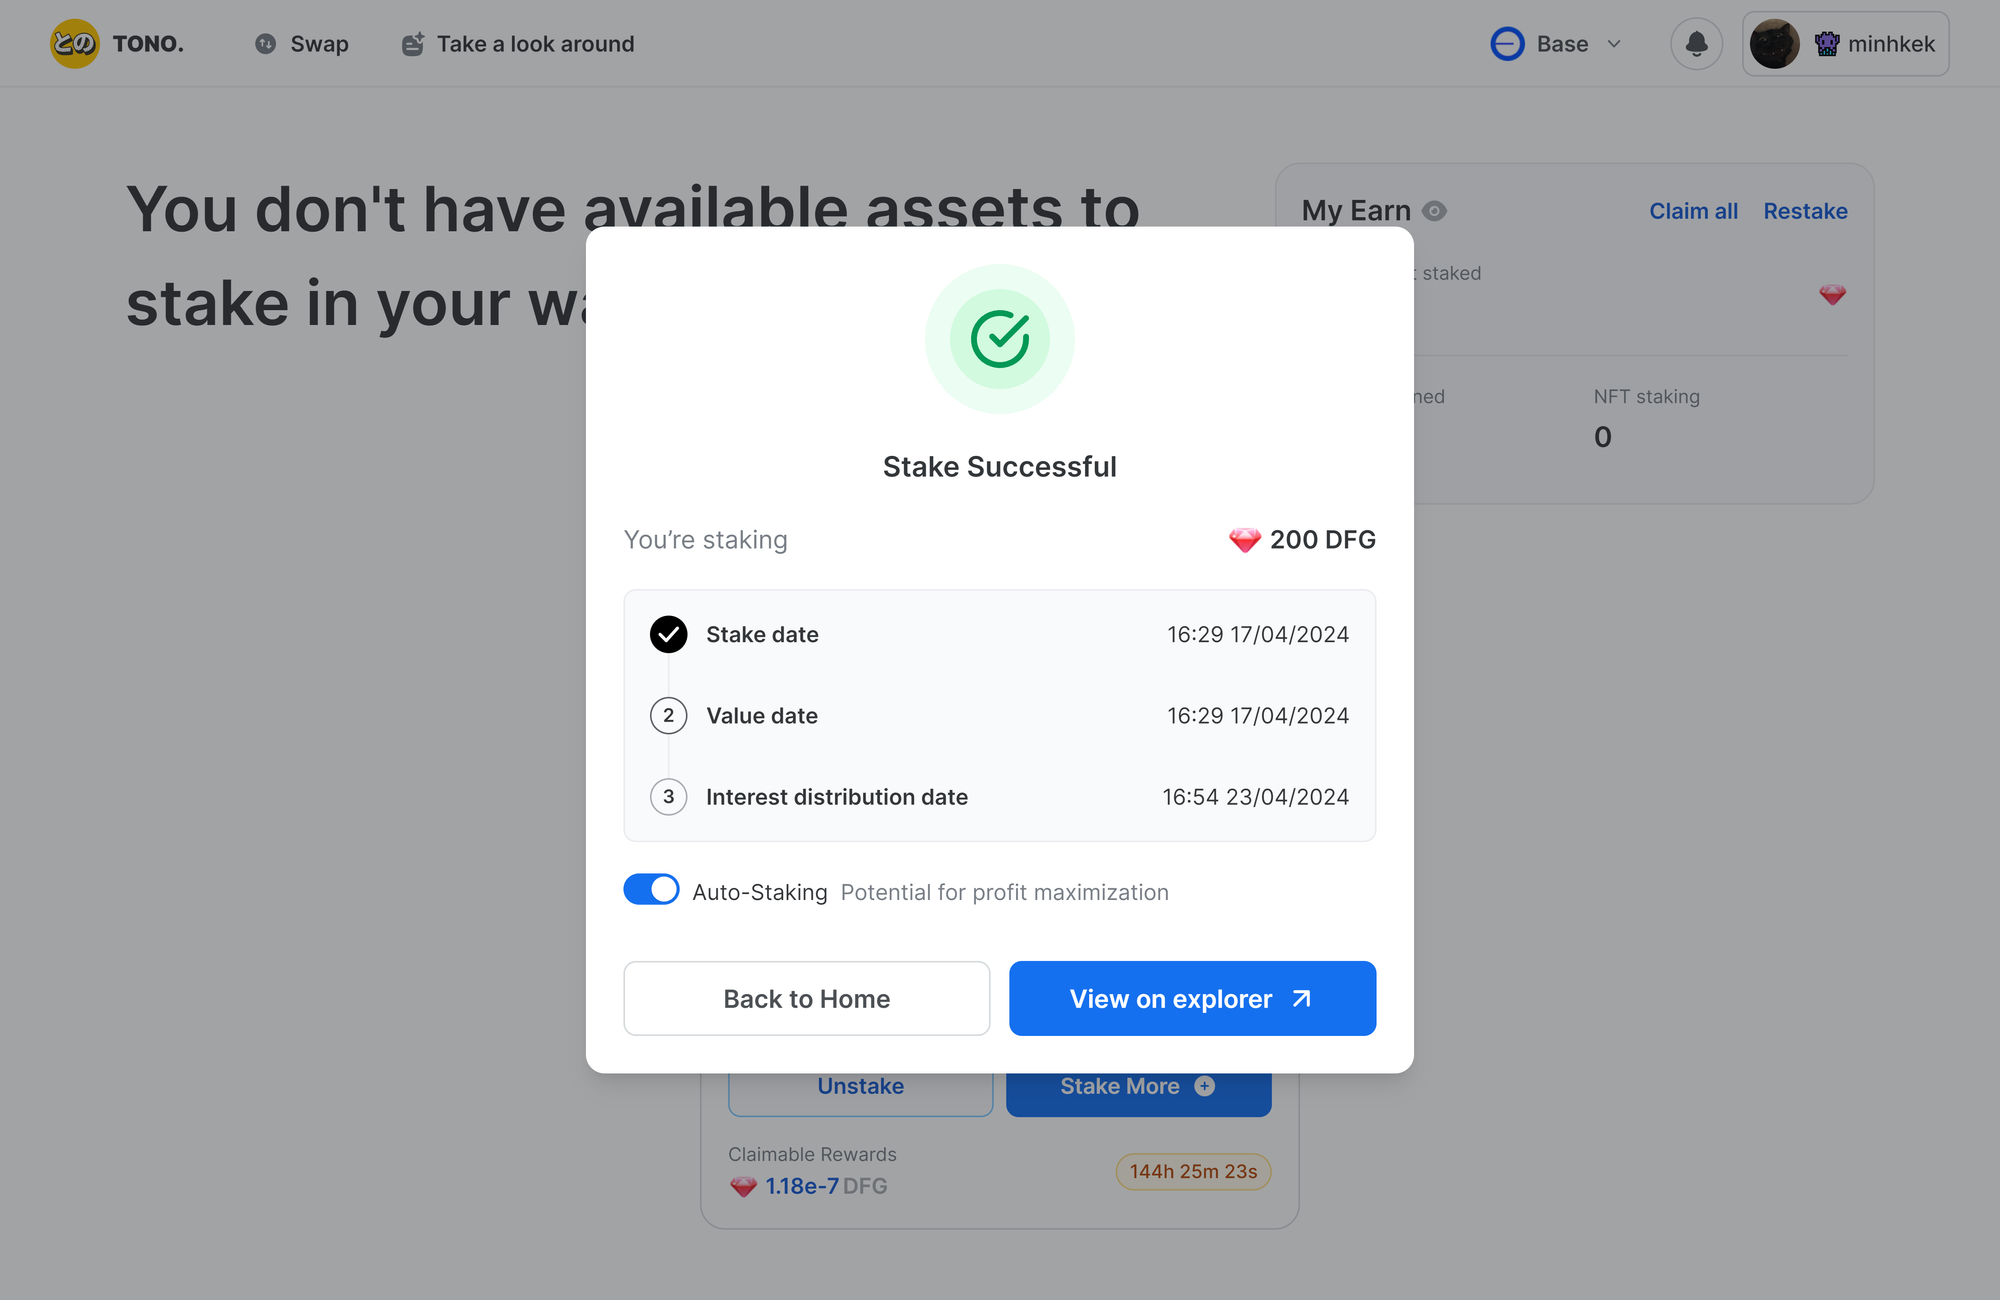 との TONO.
Swap
Take a look around
Base
minhkek
You don't have available assets to
stake in your
My Earn
Claim all
Restake
staked
NFT staking
0
Stake Successful
You’re staking
200 DFG
Stake date
16:29 17/04/2024
2
Value date
16:29 17/04/2024
3
Interest distribution date
16:54 23/04/2024
Auto-Staking
Potential for profit maximization
Back to Home
View on explorer
Unstake
Stake More
Claimable Rewards
1.18e-7 DFG
144h 25m 23s